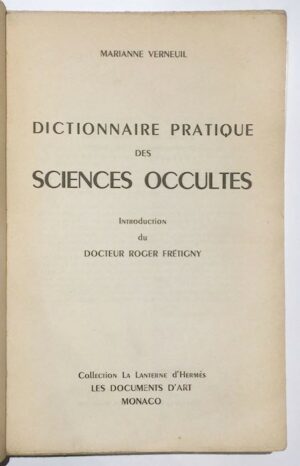 MARIANNE VERNEUIL
DICTIONNAIRE PRATIQUE
DES
SCIENCES OCCULTES
Introduction
du
DOCTEUR ROGER FRÉTIGNY
Collection La Lanterne d'Hermès
LES DOCUMENTS D'ART
MONACO